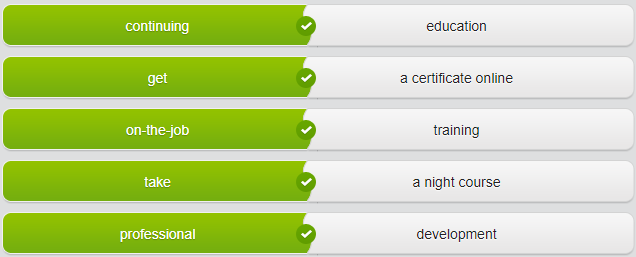 continuing education
get a certificate online
on-the-job training
take a night course
professional development